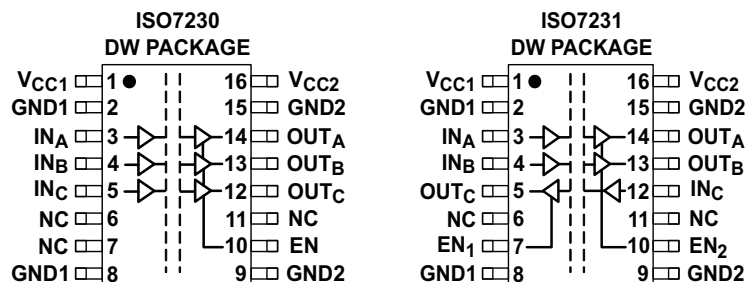 ISO7230
DW PACKAGE
VCC1 1 16 VCC2
GND1 2 15 GND2
INA 3 14 OUTA
INB 4 13 OUTB
INC 5 12 OUTC
NC 6 11 NC
NC 7 10 EN
GND1 8 9 GND2
ISO7231
DW PACKAGE
VCC1 1 16 VCC2
GND1 2 15 GND2
INA 3 14 OUTA
INB 4 13 OUTB
OUTC 5 12 INC
NC 6 11 NC
EN1 7 10 EN2
GND1 8 9 GND2